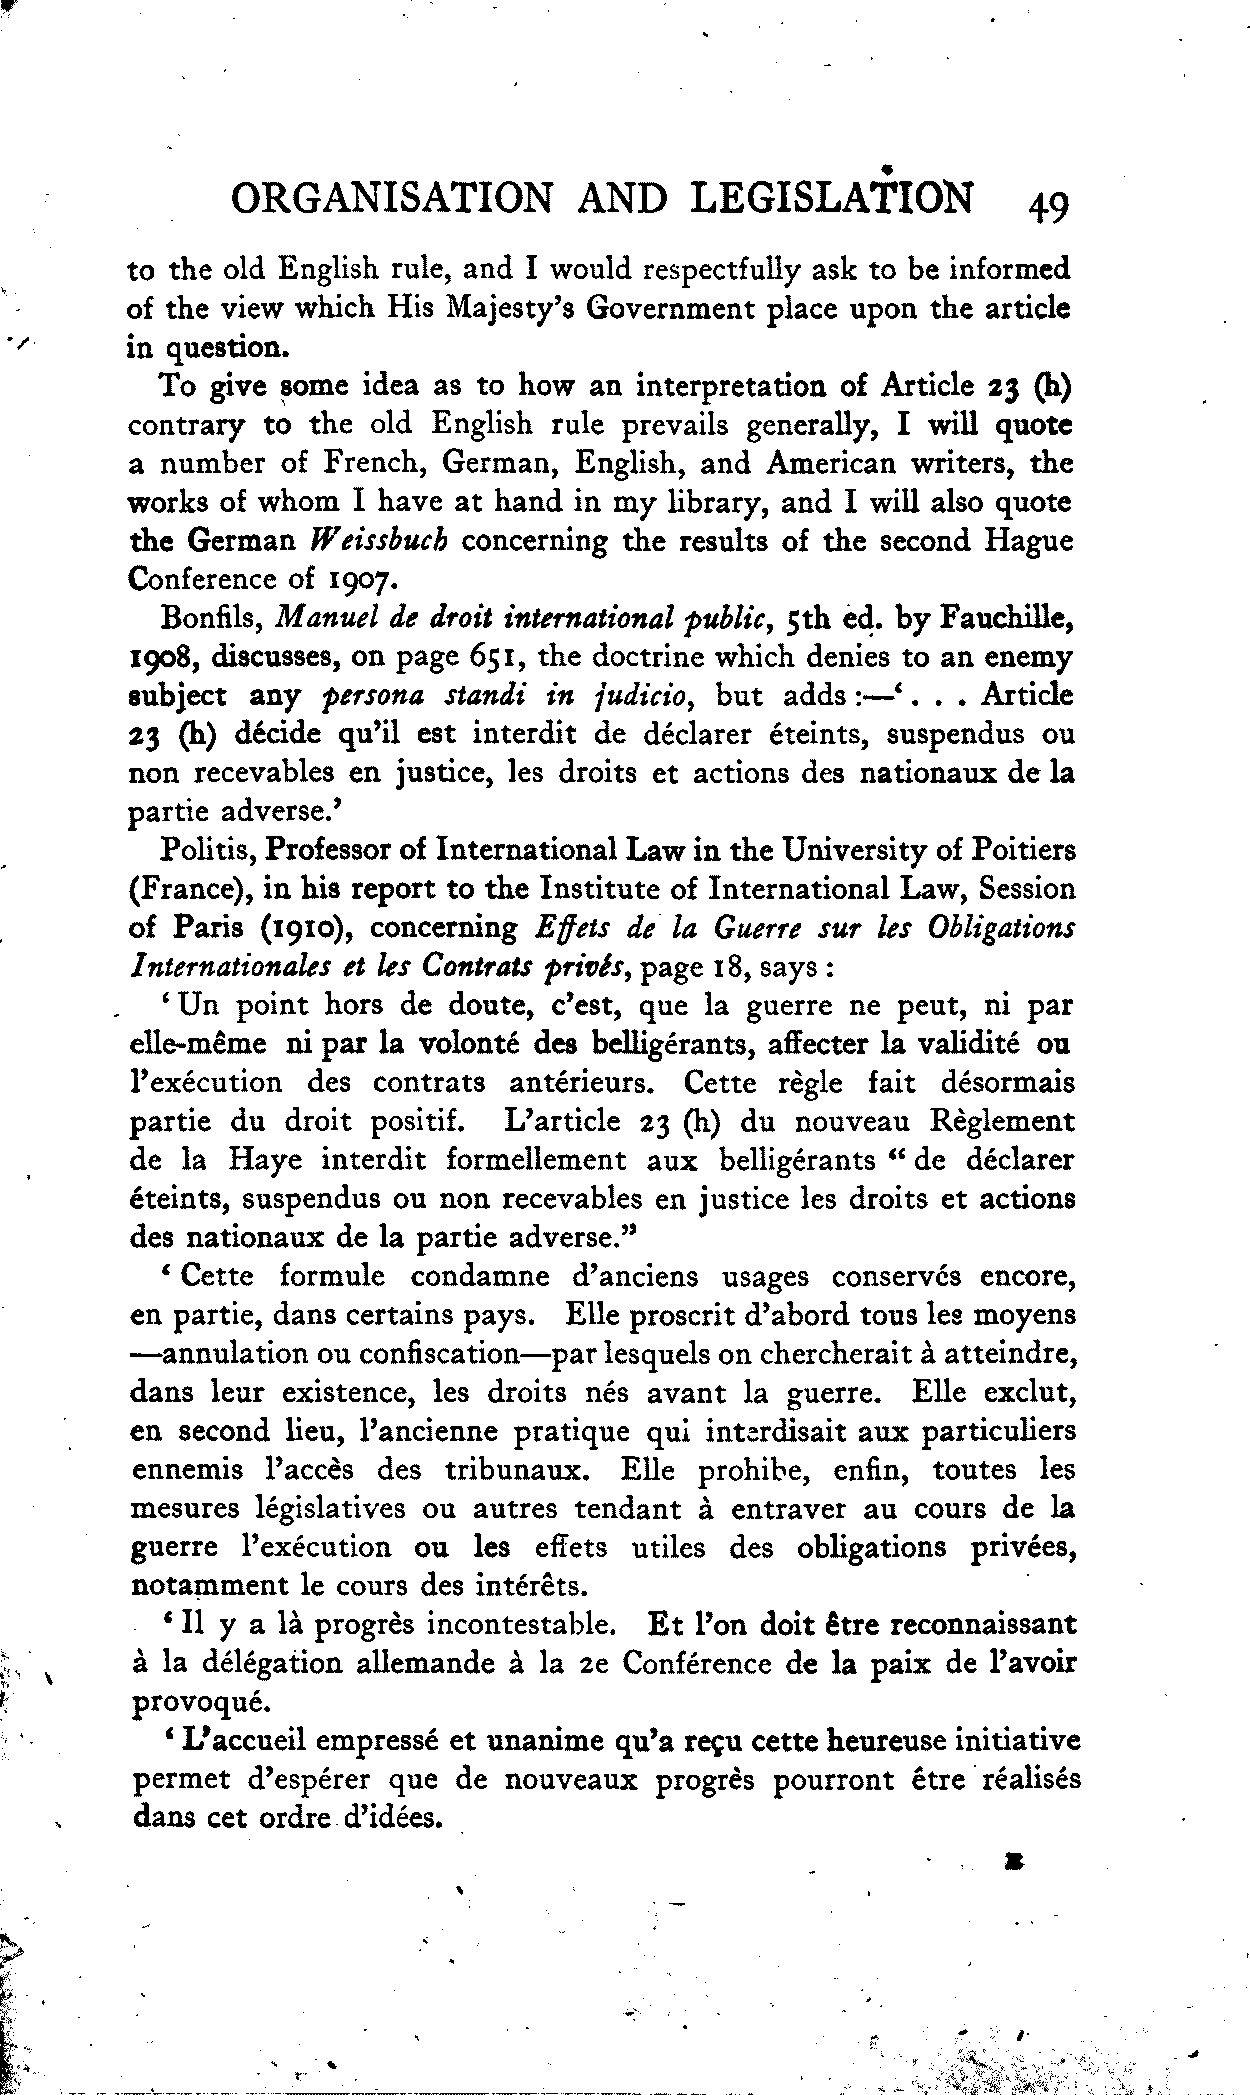 ORGANISATION AND LEGISLATION 49
to the old English rule, and I would respectfully ask to be informed
of the view which His Majesty's Government place upon the article
in question.
To give some idea as to how an interpretation of Article 23 (h)
contrary to the old English rule prevails generally, I will quote
a number of French, German, English, and American writers, the
works of whom I have at hand in my library, and I will also quote
the German Weissbuch concerning the results of the second Hague
Conference of 1907.
Bonfils, Manuel de droit international public, 5th ed. by Fauchille,
1908, discusses, on page 651, the doctrine which denies to an enemy
subject any persona standi in judicio, but adds :—‘ . . . Article
23 (h) décide qu'il est interdit de déclarer éteints, suspendus ou
non recevables en justice, les droits et actions des nationaux de la
partie adverse.’
Politis, Professor of International Law in the University of Poitiers
(France), in his report to the Institute of International Law, Session
of Paris (1910), concerning Effets de la Guerre sur les Obligations
Internationales et les Contrats privés, page 18, says :
‘ Un point hors de doute, c'est, que la guerre ne peut, ni par
elle-même ni par la volonté des belligérants, affecter la validité ou
l'exécution des contrats antérieurs. Cette règle fait désormais
partie du droit positif. L'article 23 (h) du nouveau Règlement
de la Haye interdit formellement aux belligérants “ de déclarer
éteints, suspendus ou non recevables en justice les droits et actions
des nationaux de la partie adverse.”
‘ Cette formule condamne d'anciens usages conservés encore,
en partie, dans certains pays. Elle proscrit d'abord tous les moyens
—annulation ou confiscation—par lesquels on chercherait à atteindre,
dans leur existence, les droits nés avant la guerre. Elle exclut,
en second lieu, l'ancienne pratique qui interdisait aux particuliers
ennemis l'accès des tribunaux. Elle prohibe, enfin, toutes les
mesures législatives ou autres tendant à entraver au cours de la
guerre l'exécution ou les effets utiles des obligations privées,
notamment le cours des intérêts.
‘ Il y a là progrès incontestable. Et l'on doit être reconnaissant
à la délégation allemande à la 2e Conférence de la paix de l'avoir
provoqué.
‘ L'accueil empressé et unanime qu'a reçu cette heureuse initiative
permet d'espérer que de nouveaux progrès pourront être réalisés
dans cet ordre d'idées.
E